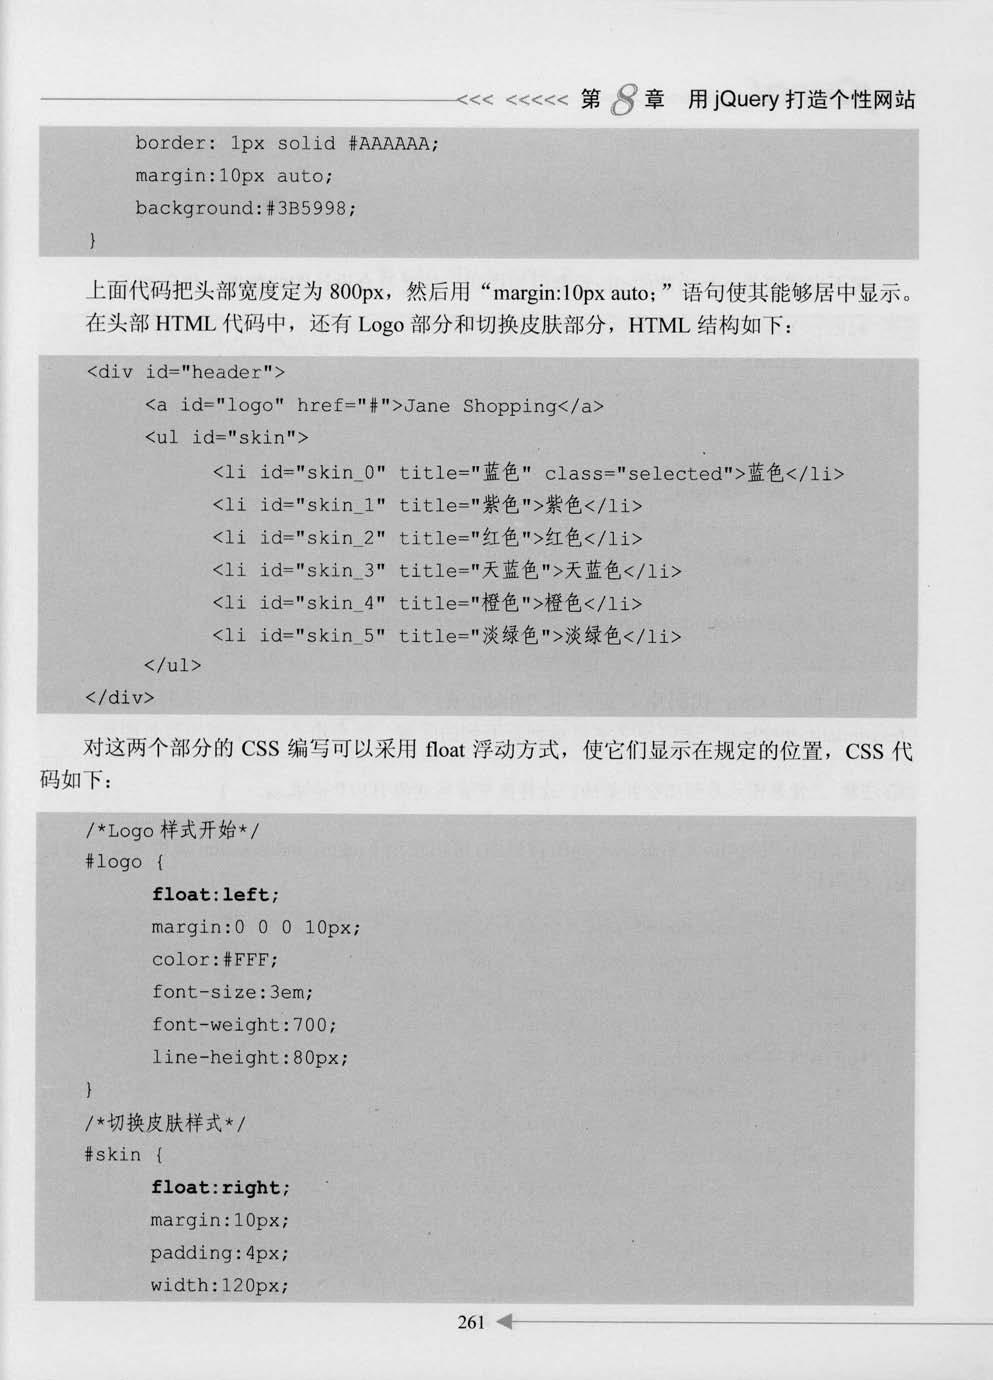 <<< <<<<< 第8章 用 jQuery 打造个性网站
border: 1px solid #AAAAAA;
margin:10px auto;
background:#3B5998;
}
上面代码把头部宽度定为 800px，然后用“margin:10px auto；”语句使其能够居中显示。
在头部 HTML 代码中，还有 Logo 部分和切换皮肤部分，HTML 结构如下：
<div id="header">
<a id="logo" href="#">Jane Shopping</a>
<ul id="skin">
<li id="skin_0" title="蓝色" class="selected">蓝色</li>
<li id="skin_1" title="紫色">紫色</li>
<li id="skin_2" title="红色">红色</li>
<li id="skin_3" title="天蓝色">天蓝色</li>
<li id="skin_4" title="橙色">橙色</li>
<li id="skin_5" title="淡绿色">淡绿色</li>
</ul>
</div>
对这两个部分的 CSS 编写可以采用 float 浮动方式，使它们显示在规定的位置，CSS 代
码如下：
/*Logo 样式开始*/
#logo {
float:left;
margin:0 0 0 10px;
color:#FFF;
font-size:3em;
font-weight:700;
line-height:80px;
}
/*切换皮肤样式*/
#skin {
float:right;
margin:10px;
padding:4px;
width:120px;
261